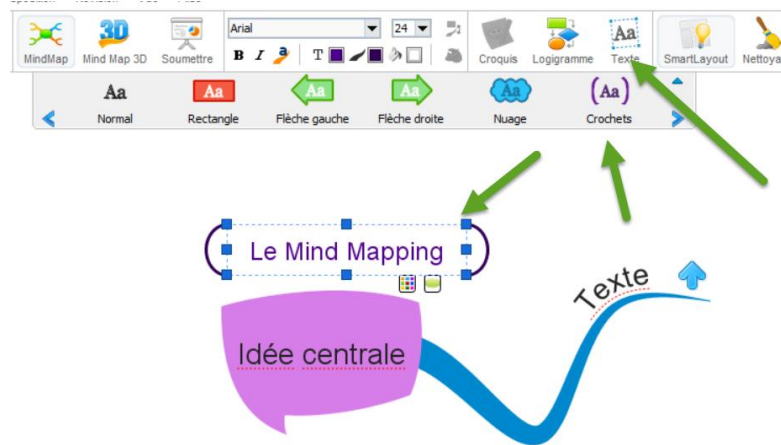 Arial 24
MindMap Mind Map 3D Soumettre B I T Croquis Logigramme Texte SmartLayout Nettoya
Aa Aa Aa Aa Aa (Aa)
Normal Rectangle Flèche gauche Flèche droite Nuage Crochets
Le Mind Mapping
Texte
Idée centrale